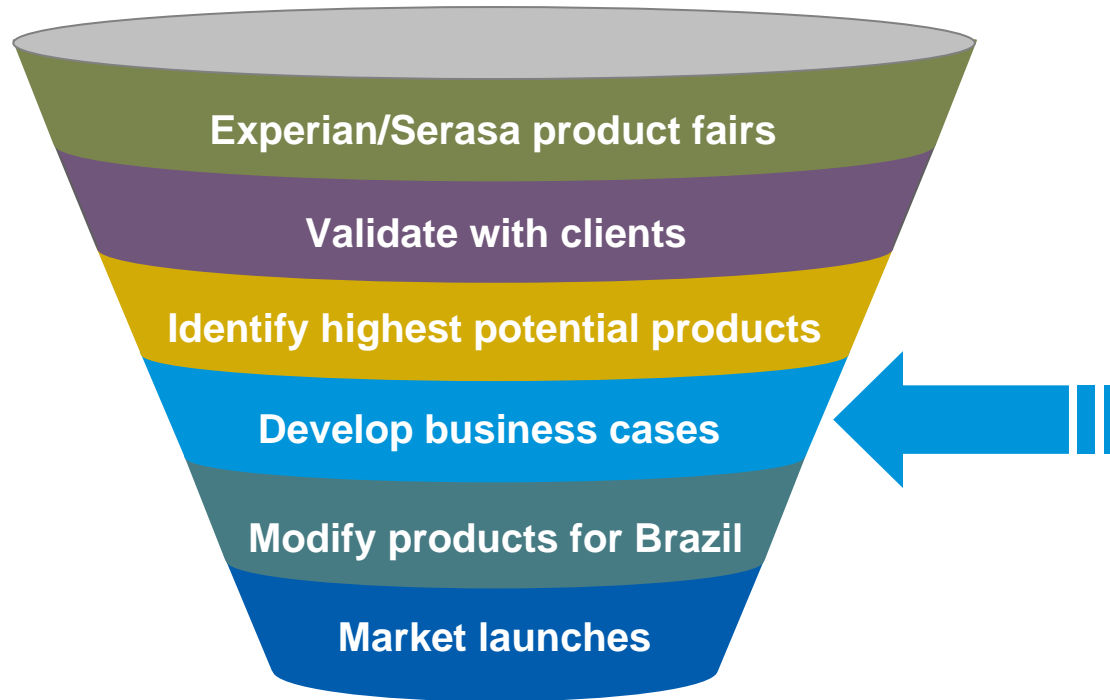 Experian/Serasa product fairs
Validate with clients
Identify highest potential products
Develop business cases
Modify products for Brazil
Market launches